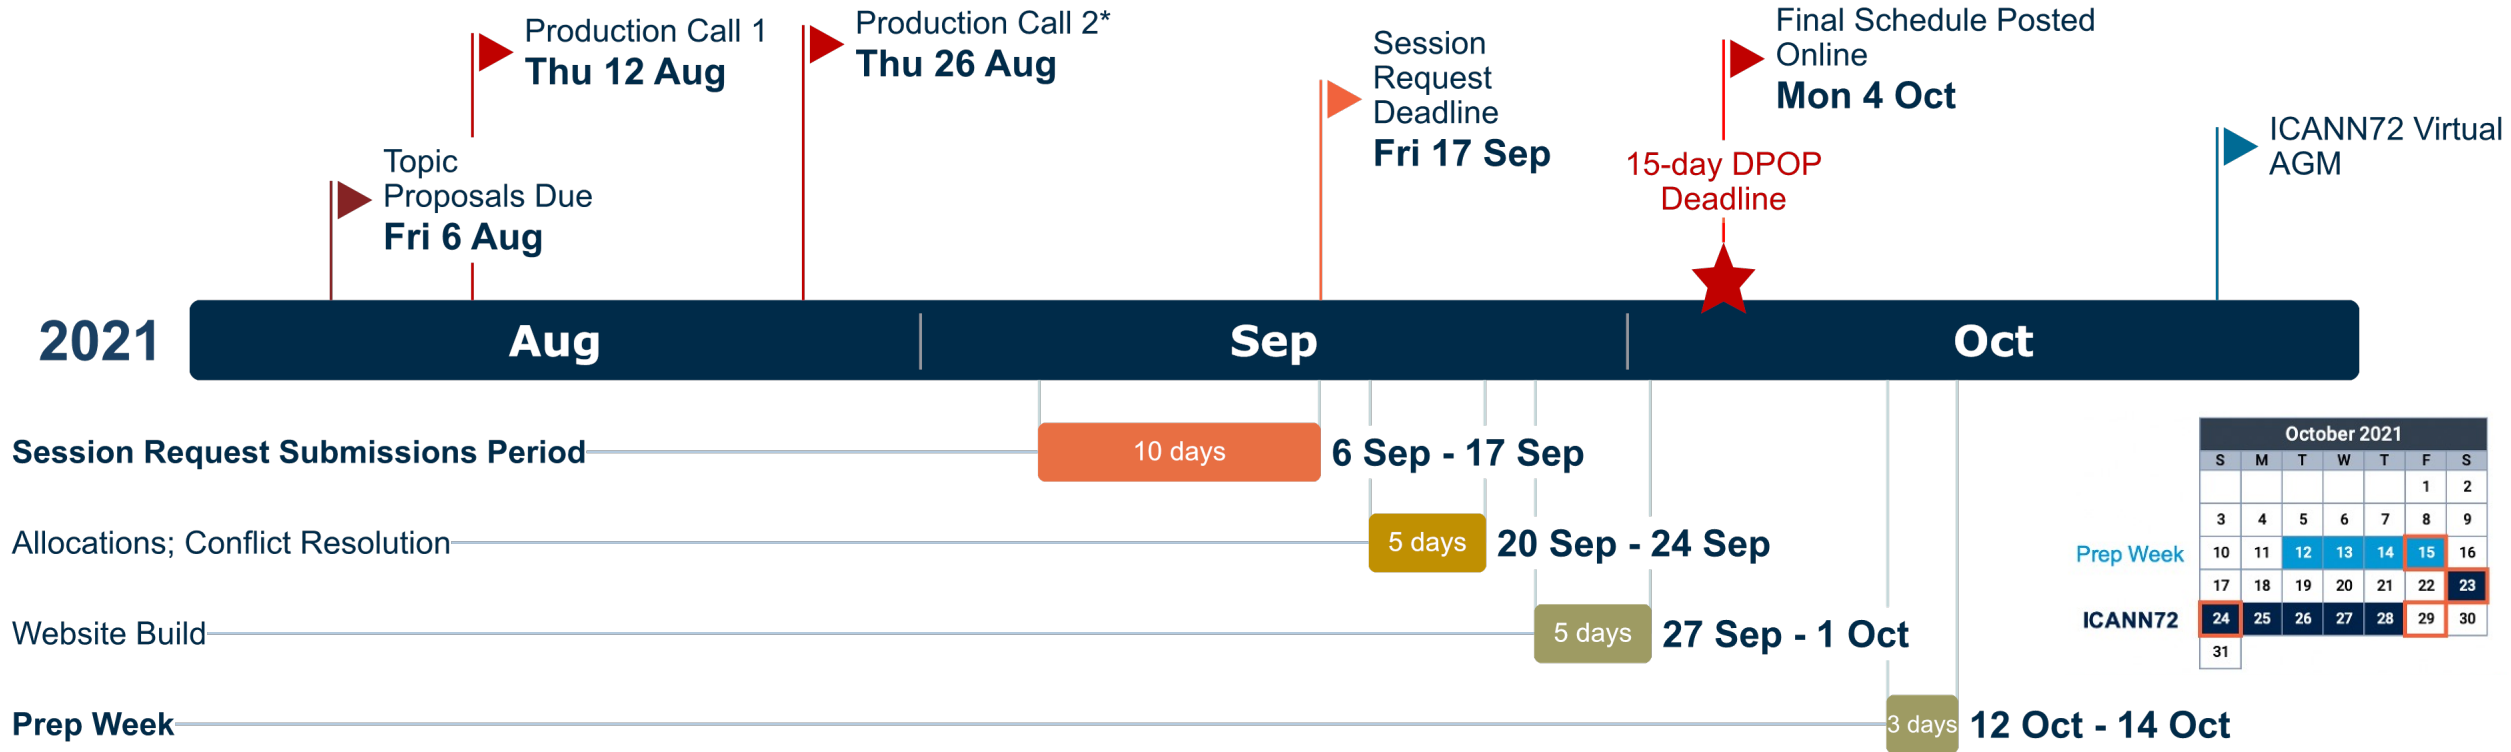 Production Call 1
Thu 12 Aug
Production Call 2*
Thu 26 Aug
Final Schedule Posted
Online
Mon 4 Oct
Session
Request
Deadline
Fri 17 Sep
ICANN72 Virtual
AGM
Topic
Proposals Due
Fri 6 Aug
15-day DPOP
Deadline
2021
Aug
Sep
Oct
Session Request Submissions Period
10 days
6 Sep - 17 Sep
Allocations; Conflict Resolution
5 days
20 Sep - 24 Sep
Website Build
5 days
27 Sep - 1 Oct
Prep Week
3 days
12 Oct - 14 Oct
October 2021
S M T W T F S
1 2
3 4 5 6 7 8 9
Prep Week
10 11 12 13 14 15 16
17 18 19 20 21 22 23
ICANN72
24 25 26 27 28 29 30
31